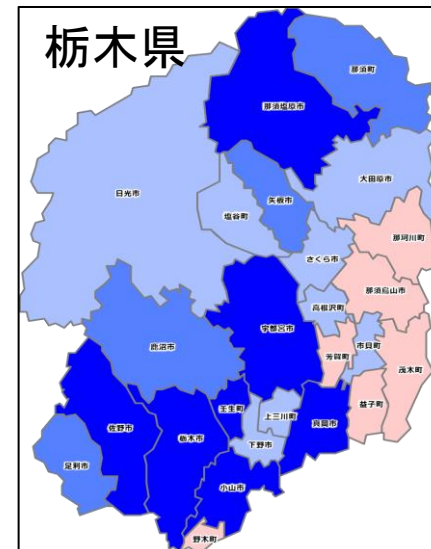 栃木県
那須町
那須塩原市
大田原市
日光市
矢板市
塩谷町
那珂川町
さくら市
那須烏山市
高根沢町
宇都宮市
鹿沼市
市貝町
芳賀町
茂木町
益子町
壬生町
上三川町
真岡市
佐野市
栃木市
下野市
足利市
小山市
野木町